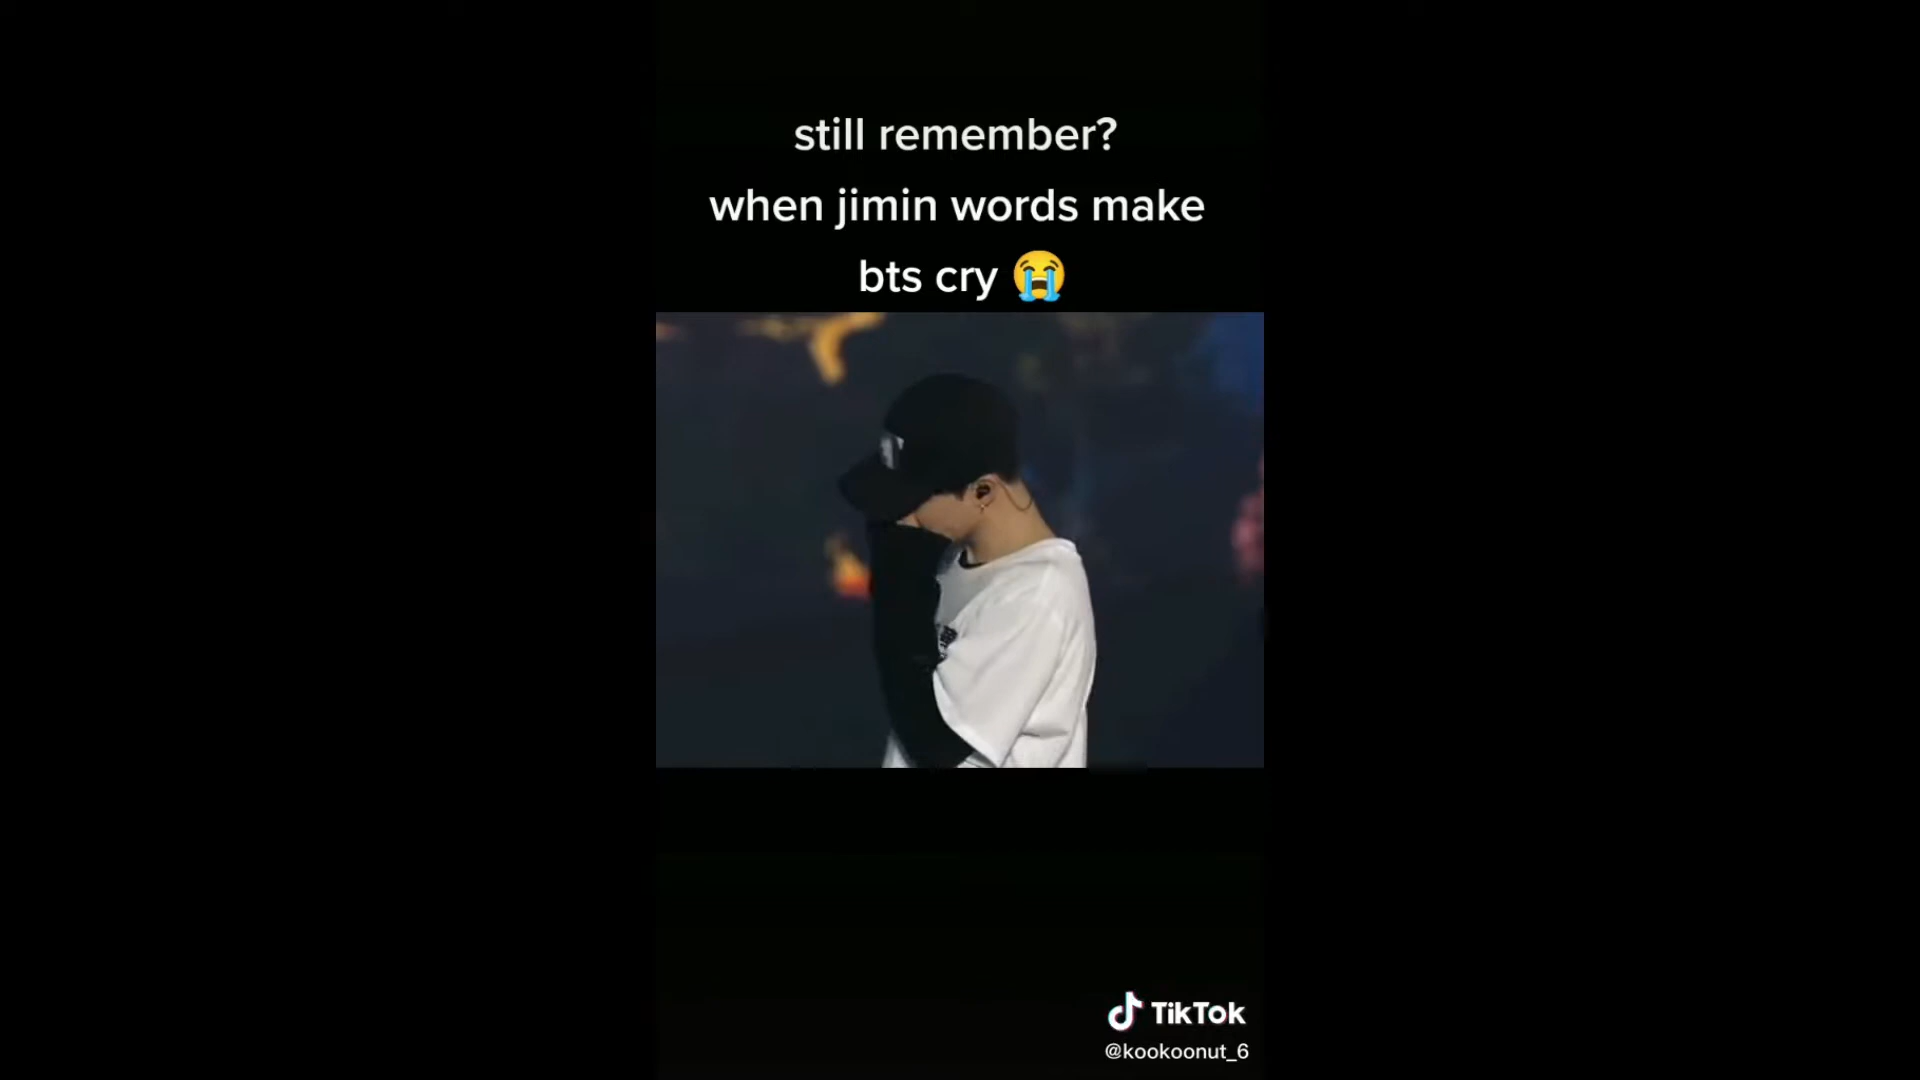 still remember?
when jimin words make
bts cry 😭
TikTok
@kookoonut_6